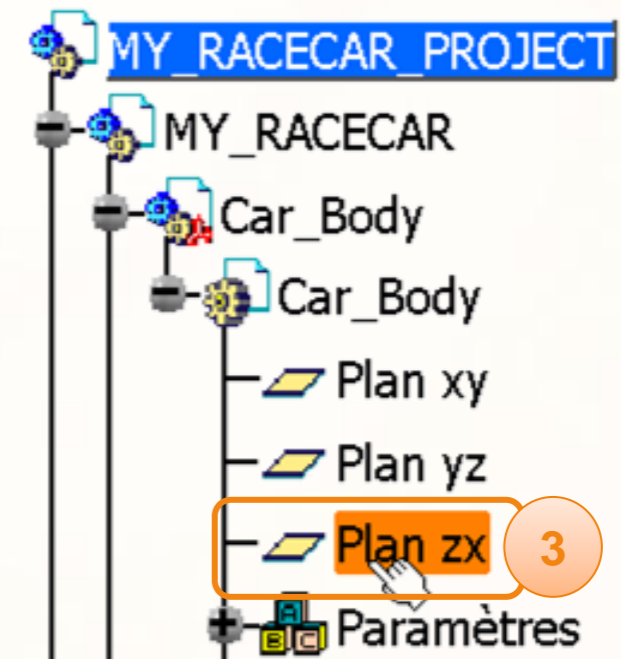 MY_RACECAR_PROJECT
MY_RACECAR
Car_Body
Car_Body
Plan xy
Plan yz
Plan zx 3
A B C Paramètres